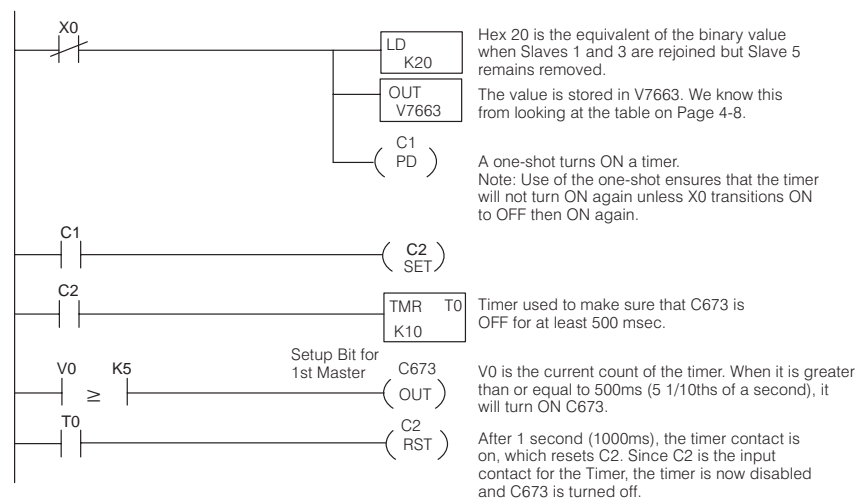 X0
LD
K20
Hex 20 is the equivalent of the binary value
when Slaves 1 and 3 are rejoined but Slave 5
remains removed.
OUT
V7663
The value is stored in V7663. We know this
from looking at the table on Page 4-8.
C1
PD
A one-shot turns ON a timer.
Note: Use of the one-shot ensures that the timer
will not turn ON again unless X0 transitions ON
to OFF then ON again.
C1
C2
SET
C2
TMR T0
K10
Timer used to make sure that C673 is
OFF for at least 500 msec.
Setup Bit for
1st Master
V0 K5
≥
C673
OUT
V0 is the current count of the timer. When it is greater
than or equal to 500ms (5 1/10ths of a second), it
will turn ON C673.
T0
C2
RST
After 1 second (1000ms), the timer contact is
on, which resets C2. Since C2 is the input
contact for the Timer, the timer is now disabled
and C673 is turned off.